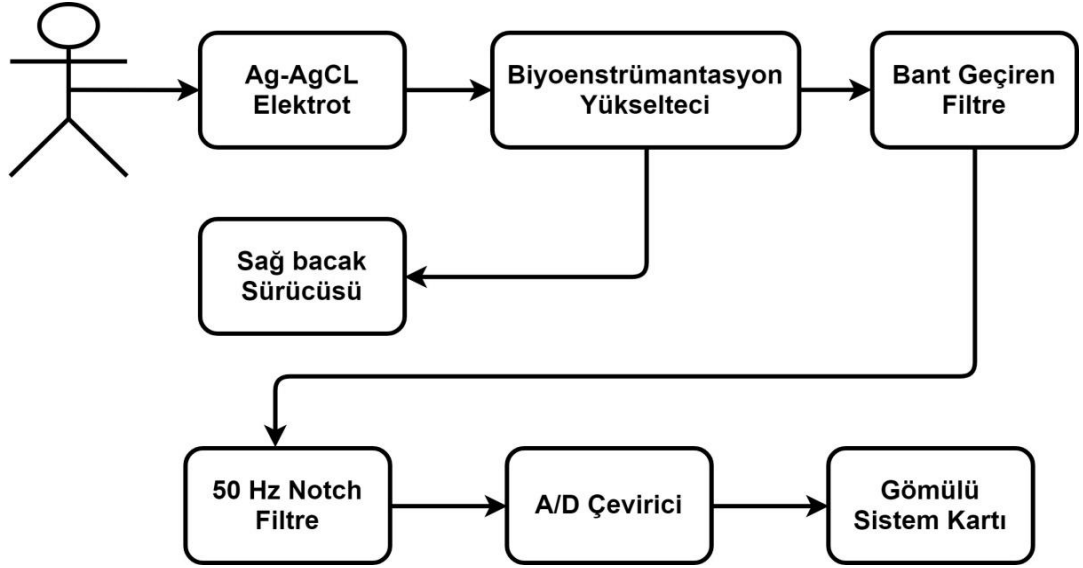 Ag-AgCL
Elektrot
Biyoenstrümantasyon
Yükselteci
Bant Geçiren
Filtre
Sağ bacak
Sürücüsü
50 Hz Notch
Filtre
A/D Çevirici
Gömülü
Sistem Kartı